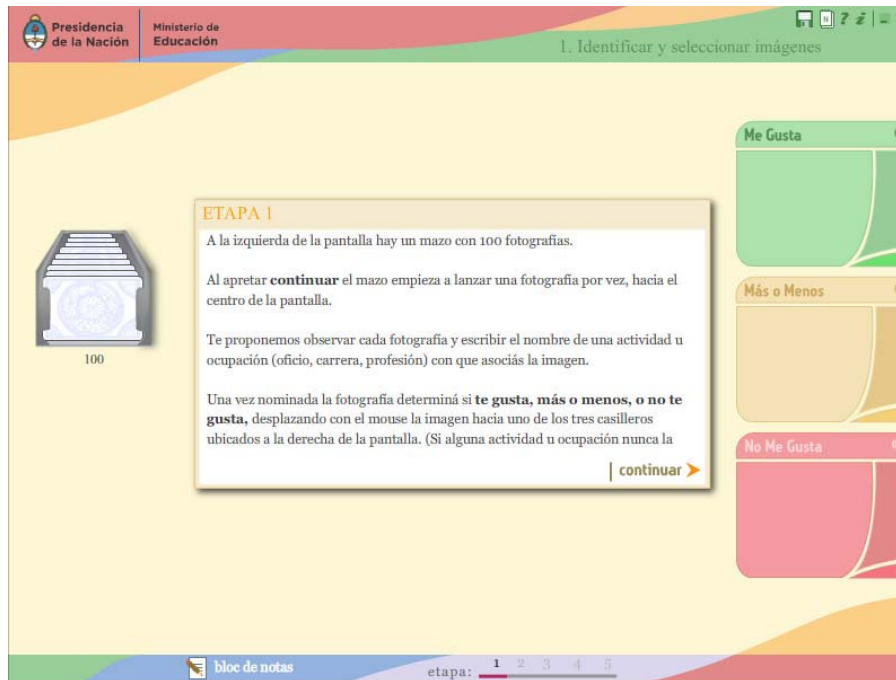 Presidencia
de la Nación
Ministerio de
Educación
1. Identificar y seleccionar imágenes
N ? i
Me Gusta
ETAPA 1
A la izquierda de la pantalla hay un mazo con 100 fotografías.
Al apretar continuar el mazo empieza a lanzar una fotografía por vez, hacia el
centro de la pantalla.
Te proponemos observar cada fotografía y escribir el nombre de una actividad u
ocupación (oficio, carrera, profesión) con que asociás la imagen.
Una vez nominada la fotografía determiná si te gusta, más o menos, o no te
gusta, desplazando con el mouse la imagen hacia uno de los tres casilleros
ubicados a la derecha de la pantalla. (Si alguna actividad u ocupación nunca la
continuar
100
Más o Menos
No Me Gusta
bloc de notas
etapa: 1 2 3 4 5